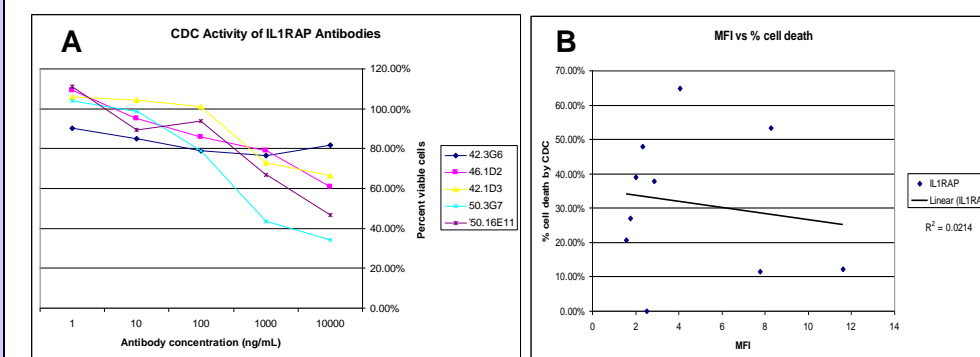 A
CDC Activity of IL1RAP Antibodies
120.00%
100.00%
80.00%
60.00%
40.00%
20.00%
0.00%
Percent viable cells
1 10 100 1000 10000
Antibody concentration (ng/mL)
42.3G6
46.1D2
42.1D3
50.3G7
'50.16E11
B
MFI vs % cell death
70.00%
60.00%
50.00%
40.00%
30.00%
20.00%
10.00%
0.00%
% cell death by CDC
0 2 4 6 8 10 12 14
MFI
IL1RAP
Linear (IL1RA
R² = 0.0214